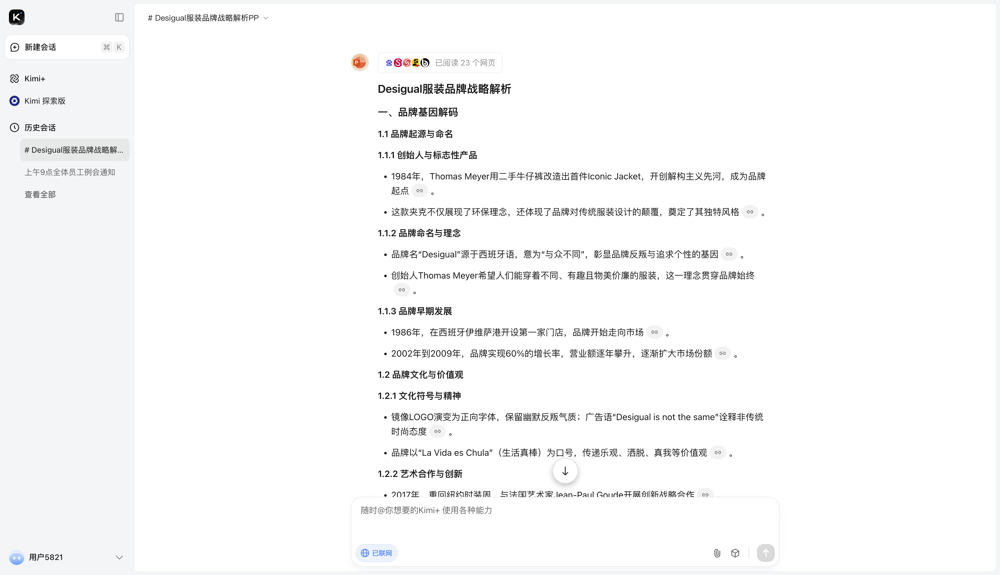 新建会话
⌘ K
Kimi+
Kimi 探索版
历史会话
# Desigual服装品牌战略解...
上午9点全体员工例会通知
查看全部
用户5821
# Desigual服装品牌战略解析PP
已阅读 23 个网页
Desigual服装品牌战略解析
一、品牌基因解码
1.1 品牌起源与命名
1.1.1 创始人与标志性产品
• 1984年，Thomas Meyer用二手牛仔裤改造出首件Iconic Jacket，开创解构主义先河，成为品牌
起点 。
• 这款夹克不仅展现了环保理念，还体现了品牌对传统服装设计的颠覆，奠定了其独特风格 。
1.1.2 品牌命名与理念
• 品牌名“Desigual”源于西班牙语，意为“与众不同”，彰显品牌反叛与追求个性的基因 。
• 创始人Thomas Meyer希望人们能穿着不同、有趣且物美价廉的服装，这一理念贯穿品牌始终
。
1.1.3 品牌早期发展
• 1986年，在西班牙伊维萨港开设第一家门店，品牌开始走向市场 。
• 2002年到2009年，品牌实现60%的增长率，营业额逐年攀升，逐渐扩大市场份额 。
1.2 品牌文化与价值观
1.2.1 文化符号与精神
• 镜像LOGO演变为正向字体，保留幽默反叛气质；广告语“Desigual is not the same”诠释非传统
时尚态度 。
• 品牌以“La Vida es Chula”（生活真棒）为口号，传递乐观、洒脱、真我等价值观 。
1.2.2 艺术合作与创新
• 2017年，重回纽约时装周，与法国艺术家Jean-Paul Goude开展创新战略合作 。
随时@你想要的Kimi+ 使用各种能力
已联网